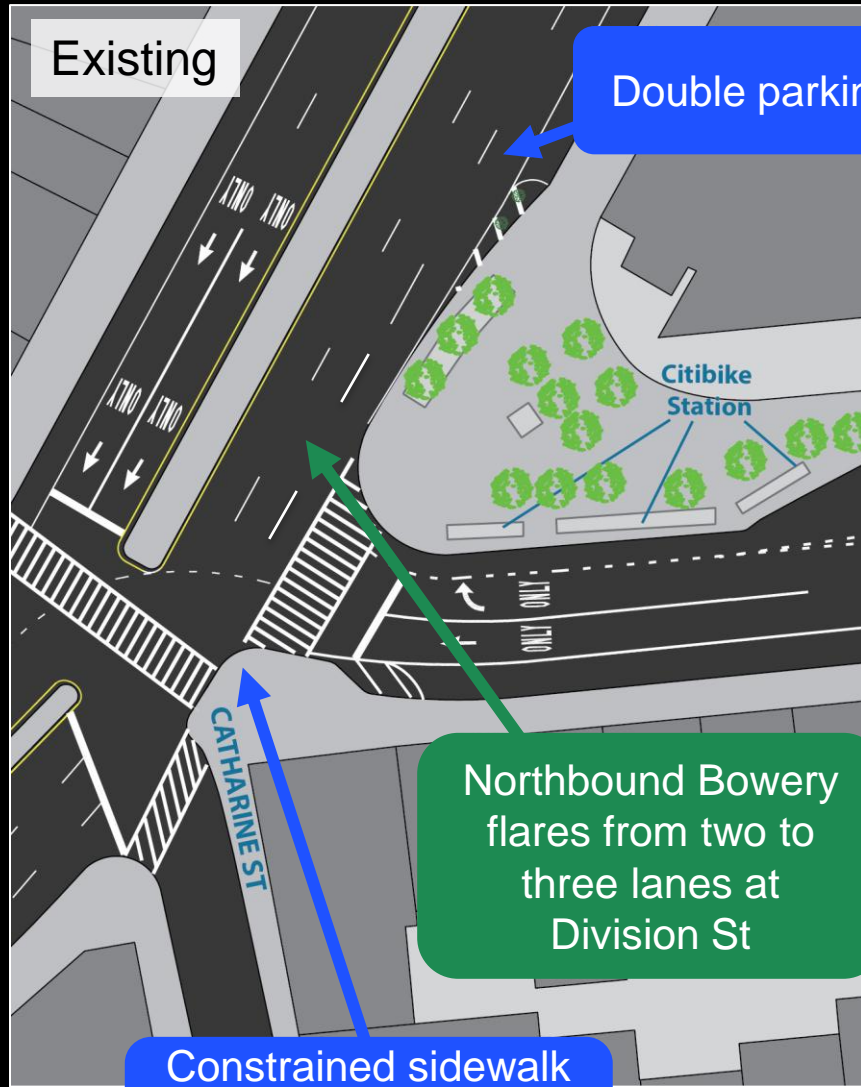 Existing
Double parkin
ONLY ONLY
Citibike
Station
ONLY ONLY
ONLY
ONLY ONLY
CATHARINE ST
Northbound Bowery
flares from two to
three lanes at
Division St
Constrained sidewalk